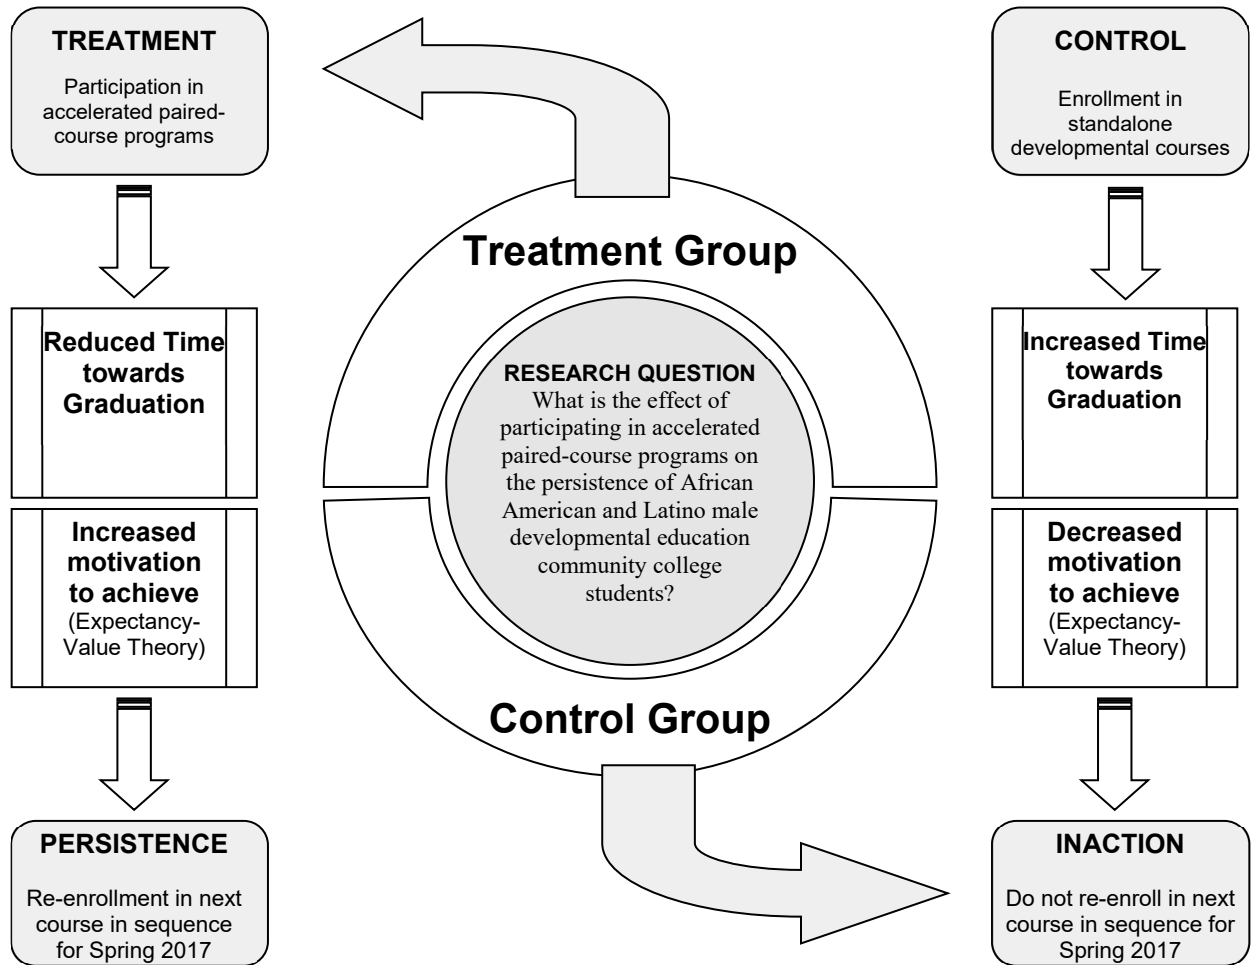 TREATMENT
Participation in
accelerated paired-
course programs
Reduced Time
towards
Graduation
Increased
motivation
to achieve
(Expectancy-
Value Theory)
PERSISTENCE
Re-enrollment in next
course in sequence
for Spring 2017
Treatment Group
RESEARCH QUESTION
What is the effect of
participating in accelerated
paired-course programs on
the persistence of African
American and Latino male
developmental education
community college
students?
Control Group
CONTROL
Enrollment in
standalone
developmental courses
Increased Time
towards
Graduation
Decreased
motivation
to achieve
(Expectancy-
Value Theory)
INACTION
Do not re-enroll in next
course in sequence for
Spring 2017